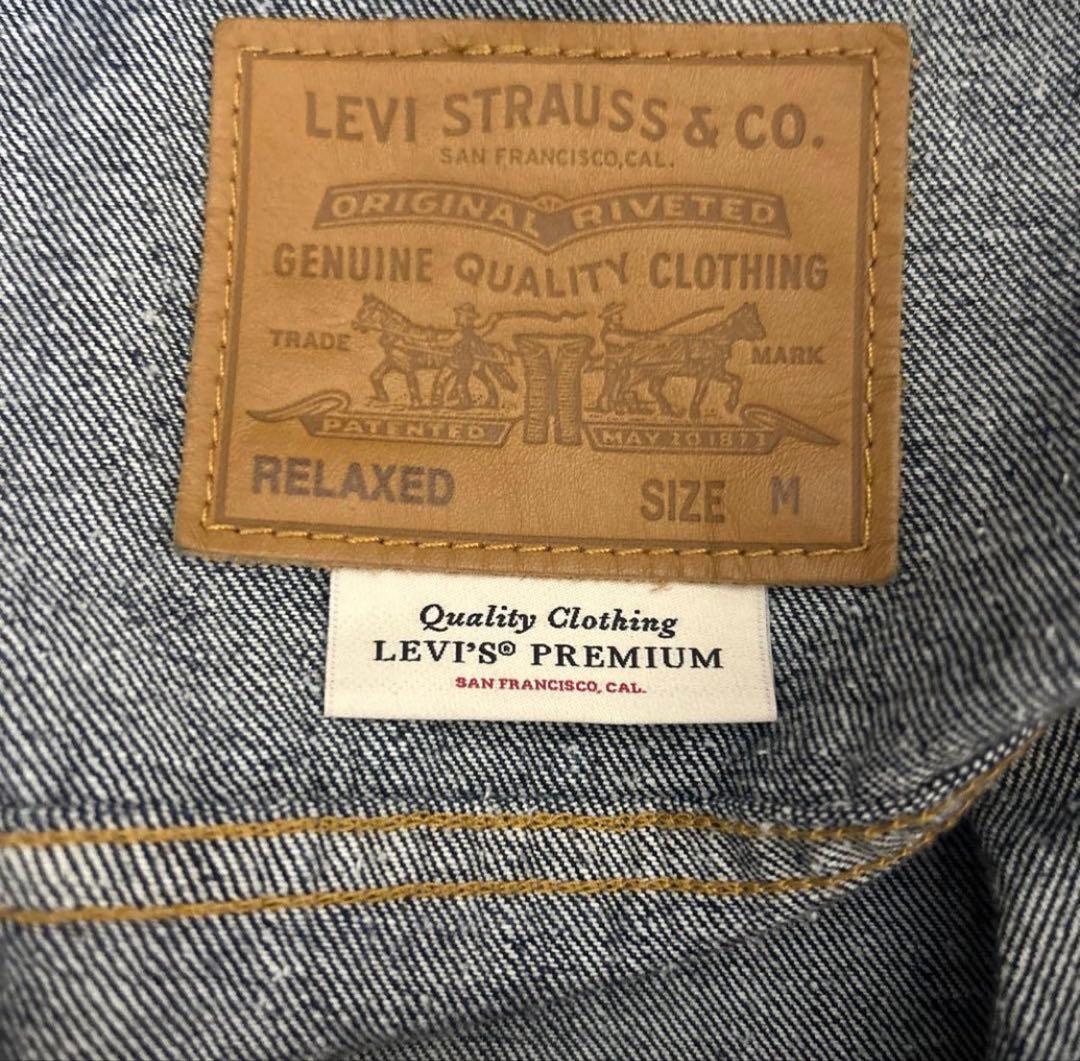 LEVI STRAUSS & CO.
SAN FRANCISCO, CAL.
ORIGINAL RIVETED
GENUINE QUALITY CLOTHING
TRADE MARK
PATENTED MAY 20 1873
RELAXED SIZE M
Quality Clothing
LEVI'S® PREMIUM
SAN FRANCISCO, CAL.